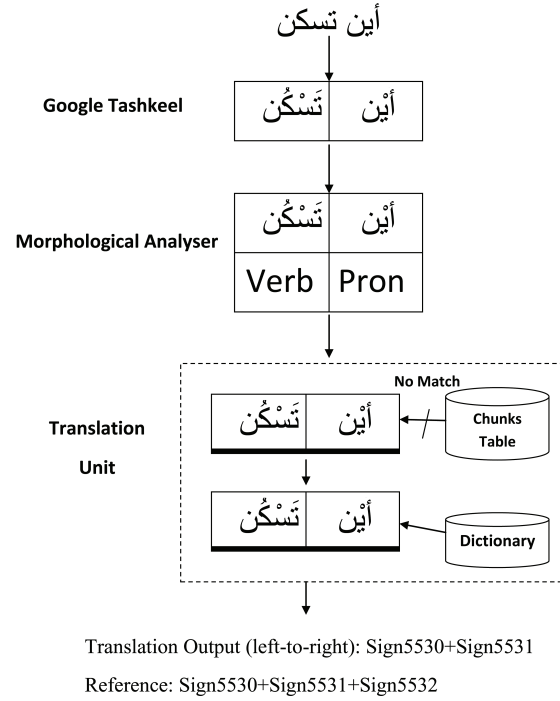 أين تسكن
Google Tashkeel
أيْن تَسْكُن
Morphological Analyser
أيْن تَسْكُن
Verb Pron
Translation
Unit
No Match
أيْن تَسْكُن
Chunks
Table
أيْن تَسْكُن
Dictionary
Translation Output (left-to-right): Sign5530+Sign5531
Reference: Sign5530+Sign5531+Sign5532